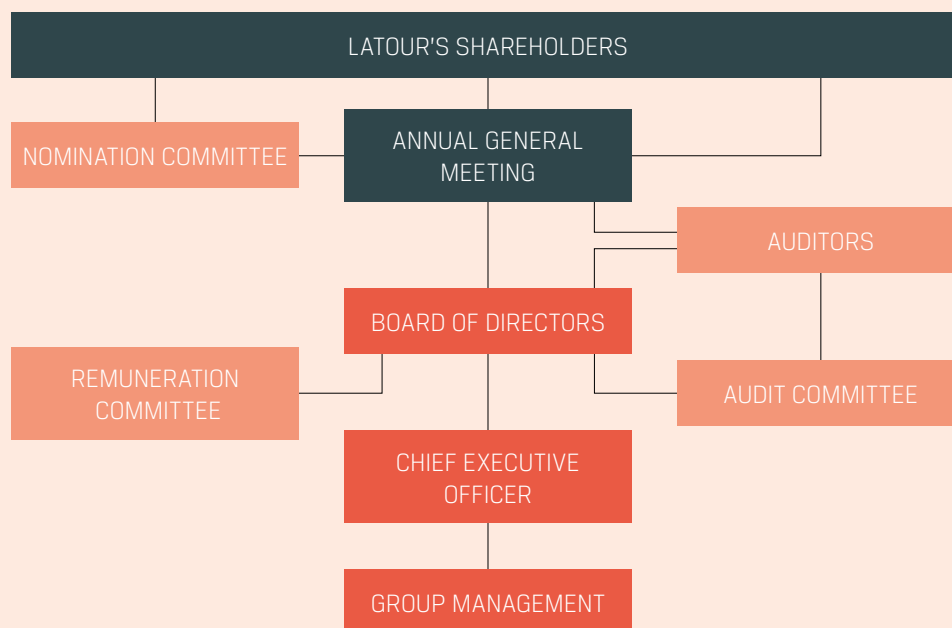 LATOUR'S SHAREHOLDERS
NOMINATION COMMITTEE
ANNUAL GENERAL
MEETING
AUDITORS
BOARD OF DIRECTORS
REMUNERATION
COMMITTEE
AUDIT COMMITTEE
CHIEF EXECUTIVE
OFFICER
GROUP MANAGEMENT